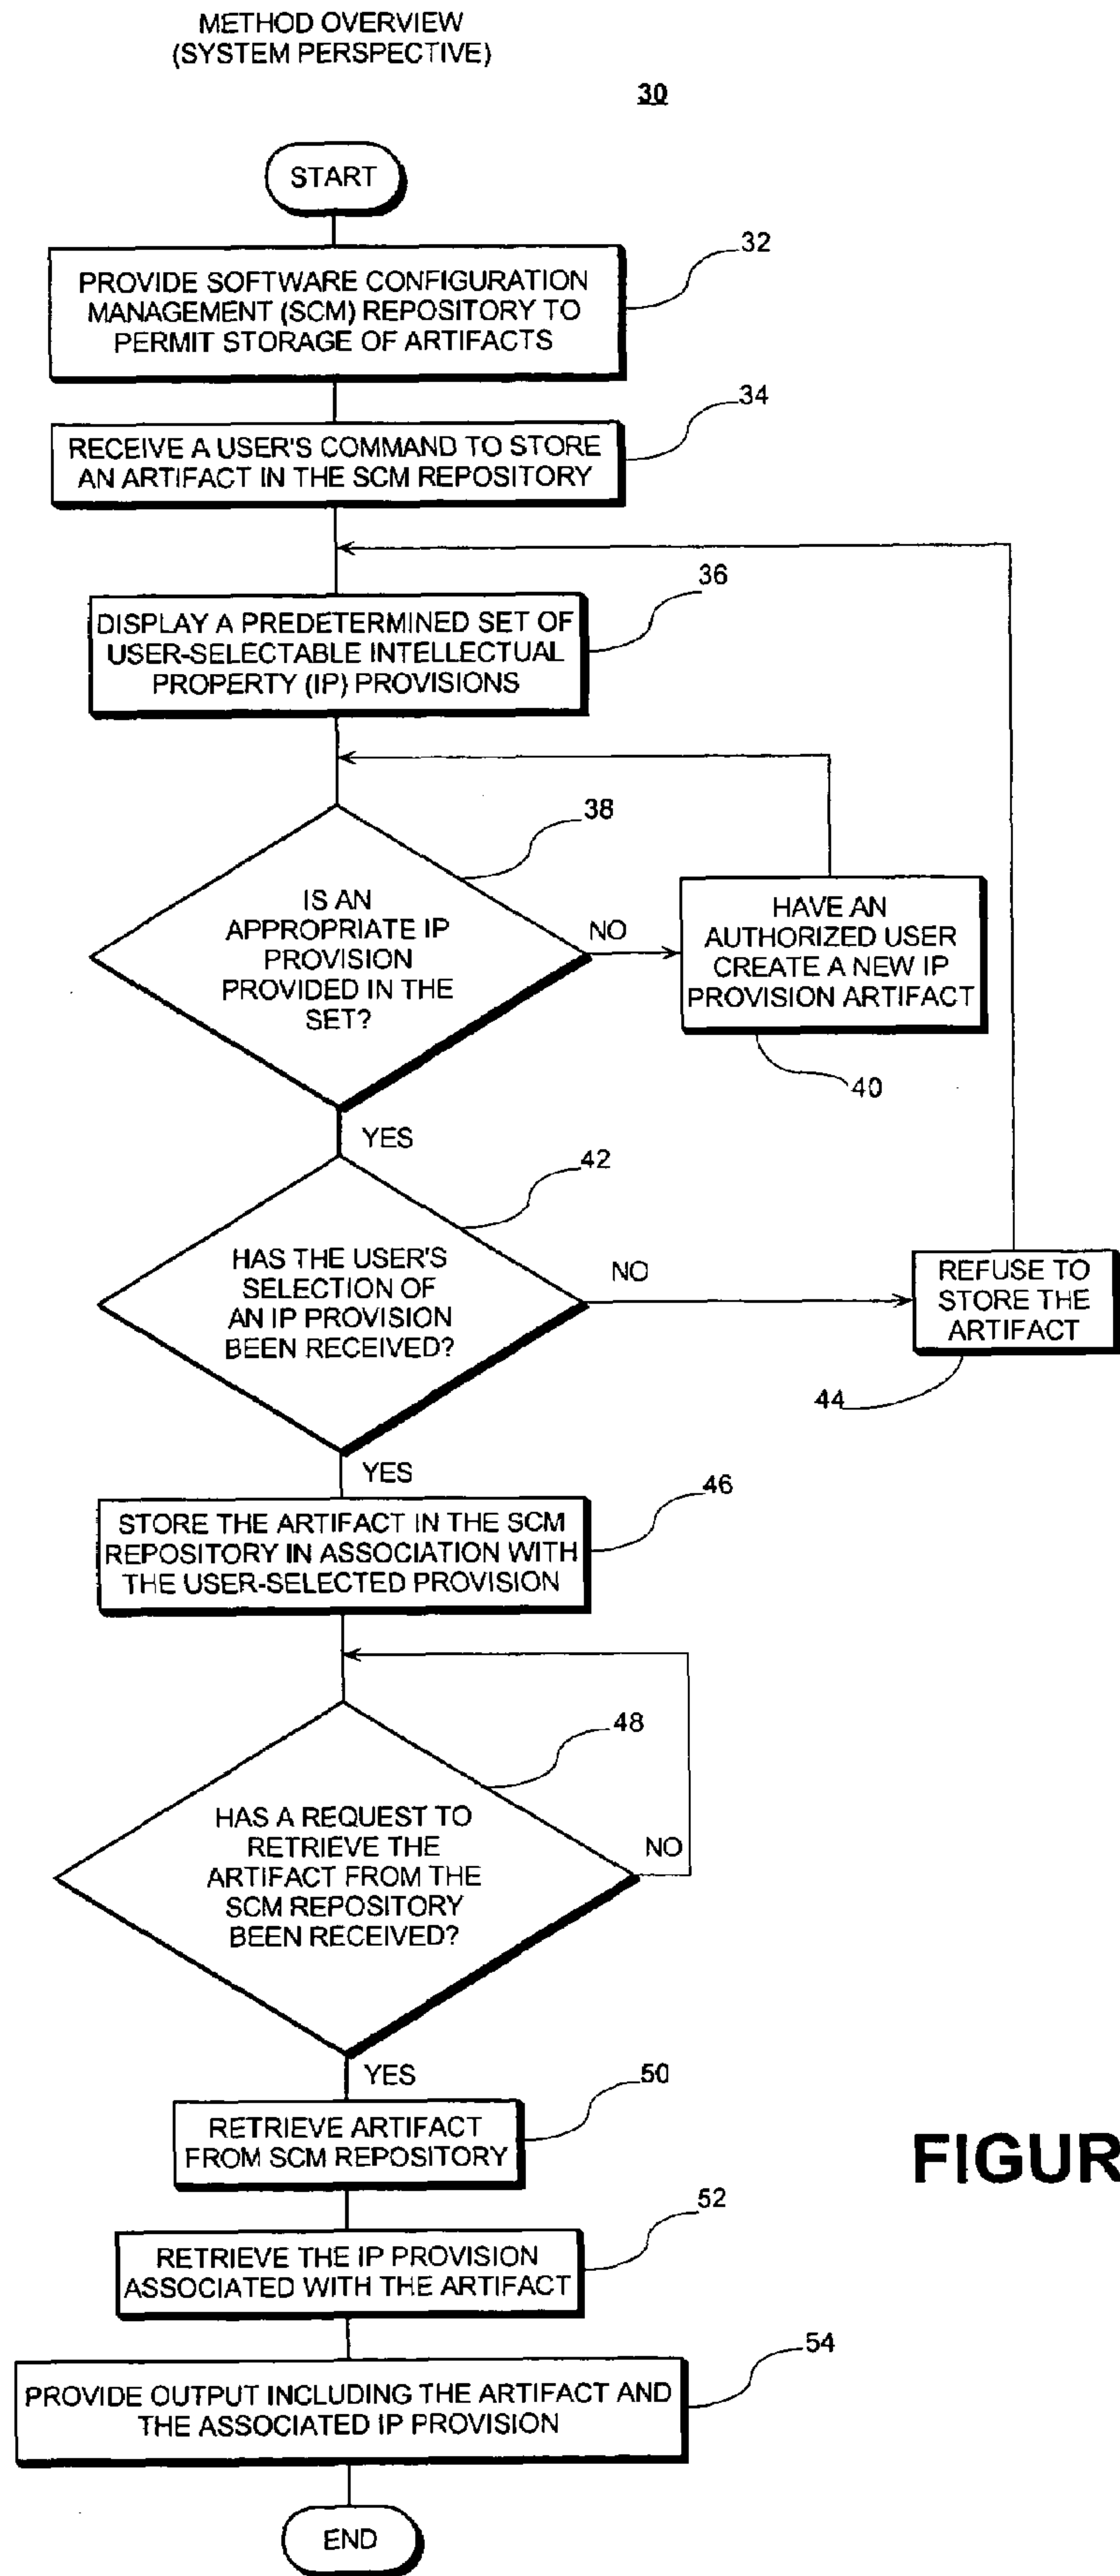 METHOD OVERVIEW
(SYSTEM PERSPECTIVE)
30
START
32
PROVIDE SOFTWARE CONFIGURATION
MANAGEMENT (SCM) REPOSITORY TO
PERMIT STORAGE OF ARTIFACTS
34
RECEIVE A USER'S COMMAND TO STORE
AN ARTIFACT IN THE SCM REPOSITORY
36
DISPLAY A PREDETERMINED SET OF
USER-SELECTABLE INTELLECTUAL
PROPERTY (IP) PROVISIONS
38
IS AN
APPROPRIATE IP
PROVISION
PROVIDED IN THE
SET?
NO
HAVE AN
AUTHORIZED USER
CREATE A NEW IP
PROVISION ARTIFACT
40
YES
42
HAS THE USER'S
SELECTION OF
AN IP PROVISION
BEEN RECEIVED?
NO
REFUSE TO
STORE THE
ARTIFACT
44
YES
46
STORE THE ARTIFACT IN THE SCM
REPOSITORY IN ASSOCIATION WITH
THE USER-SELECTED PROVISION
48
HAS A REQUEST TO
RETRIEVE THE
ARTIFACT FROM THE
SCM REPOSITORY
BEEN RECEIVED?
NO
YES
50
RETRIEVE ARTIFACT
FROM SCM REPOSITORY
FIGUR
52
RETRIEVE THE IP PROVISION
ASSOCIATED WITH THE ARTIFACT
54
PROVIDE OUTPUT INCLUDING THE ARTIFACT AND
THE ASSOCIATED IP PROVISION
END